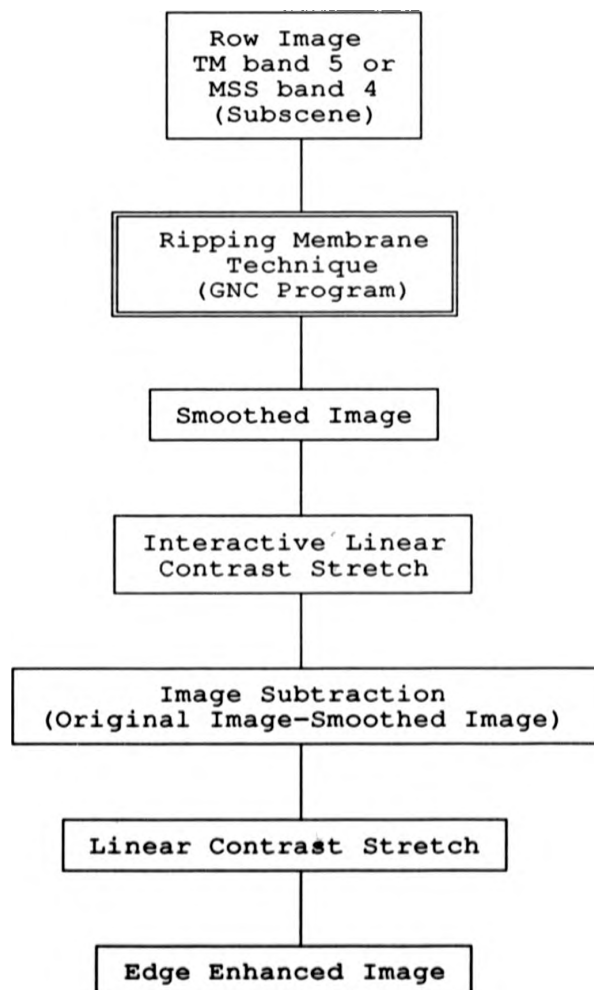 Row Image
TM band 5 or
MSS band 4
(Subscene)
Ripping Membrane
Technique
(GNC Program)
Smoothed Image
Interactive Linear
Contrast Stretch
Image Subtraction
(Original Image-Smoothed Image)
Linear Contrast Stretch
Edge Enhanced Image